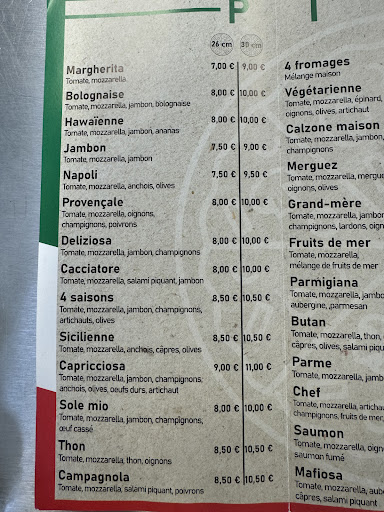 P
26 cm 30 cm
Margherita 7,00 € 9,00 €
Tomate, mozzarella.
Bolognaise 8,00 € 10,00 €
Tomate, mozzarella, jambon, bolognaise
Hawaïenne 8,00 € 10,00 €
Tomate, mozzarella, jambon, ananas
Jambon 7,50 € 9,00 €
Tomate, mozzarella, jambon
Napoli 7,50 € 9,50 €
Tomate, mozzarella, anchois, olives
Provençale 8,00 € 10,00 €
Tomate, mozzarella, oignons,
champignons, poivrons
Deliziosa 8,00 € 10,00 €
Tomate, mozzarella, jambon, champignons
Cacciatore 8,00 € 10,00 €
Tomate, mozzarella, salami piquant, jambon
4 saisons 8,50 € 10,50 €
Tomate, mozzarella, jambon, champignons,
artichauts, olives
Sicilienne 8,50 € 10,50 €
Tomate, mozzarella, anchois, câpres, olives
Capricciosa 9,00 € 11,00 €
Tomate, mozzarella, jambon, champignons,
anchois, olives, oeufs durs, artichaut
Sole mio 8,00 € 10,00 €
Tomate, mozzarella, jambon, champignons,
œuf cassé
Thon 8,50 € 10,50 €
Tomate, mozzarella, thon, oignons
Campagnola 8,50 € 10,50 €
Tomate, mozzarella, salami piquant, poivrons
4 fromages
Mélange maison
Végétarienne
Tomate, mozzarella, épinard,
oignons, olives, artichaut
Calzone maison
Tomate, mozzarella, jambon,
champignons
Merguez
Tomate, mozzarella, mergue
oignons, olives
Grand-mère
Tomate, mozzarella, jambon
champignons, lardons, oign
Fruits de mer
Tomate, mozzarella,
mélange de fruits de mer
Parmigiana
Tomate, mozzarella, jambo
aubergine, parmesan
Butan
Tomate, mozzarella, thon,
câpres, olives, salami piqu
Parme
Tomate, mozzarella, jamb
Chef
Tomate, mozzarella, artichau
champignons, fruits de mer,
Saumon
Tomate, mozzarella, oign
saumon fumé
Mafiosa
Tomate, mozzarella, aub
câpres, salami piquant,